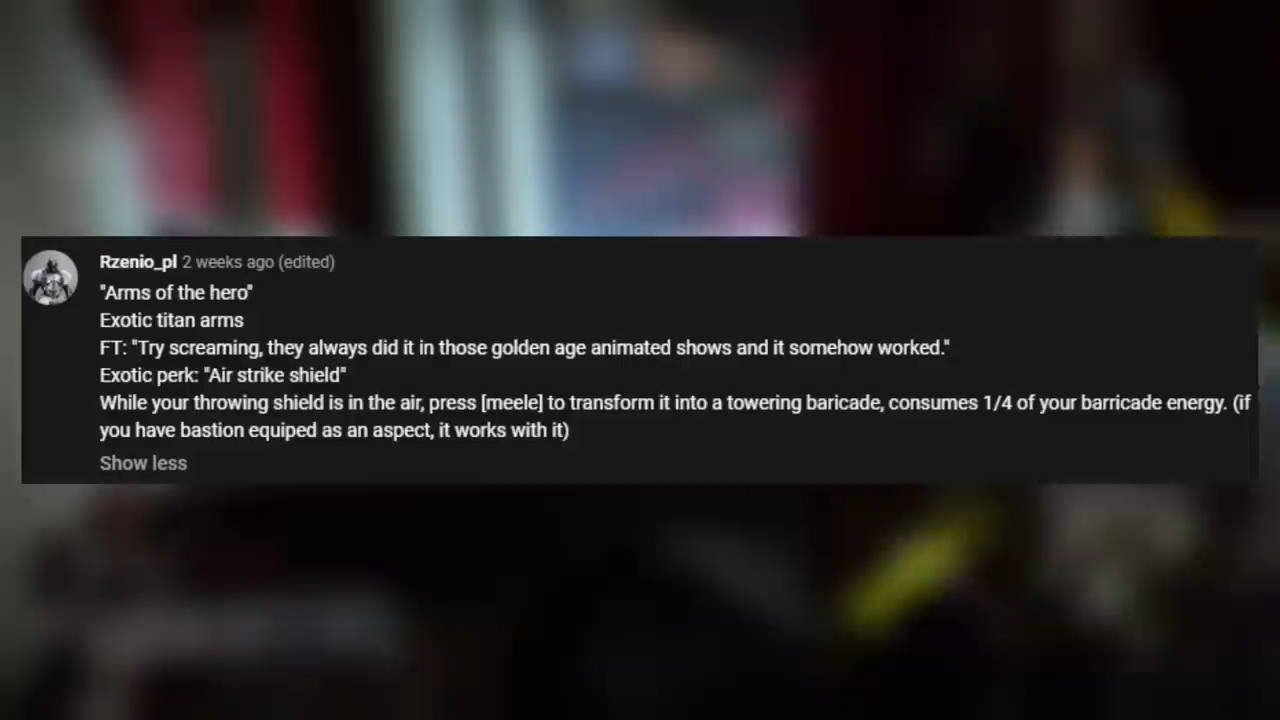 Rzenio_pl 2 weeks ago (edited)
"Arms of the hero"
Exotic titan arms
FT: "Try screaming, they always did it in those golden age animated shows and it somehow worked."
Exotic perk: "Air strike shield"
While your throwing shield is in the air, press [meele] to transform it into a towering baricade, consumes 1/4 of your barricade energy. (if
you have bastion equiped as an aspect, it works with it)
Show less